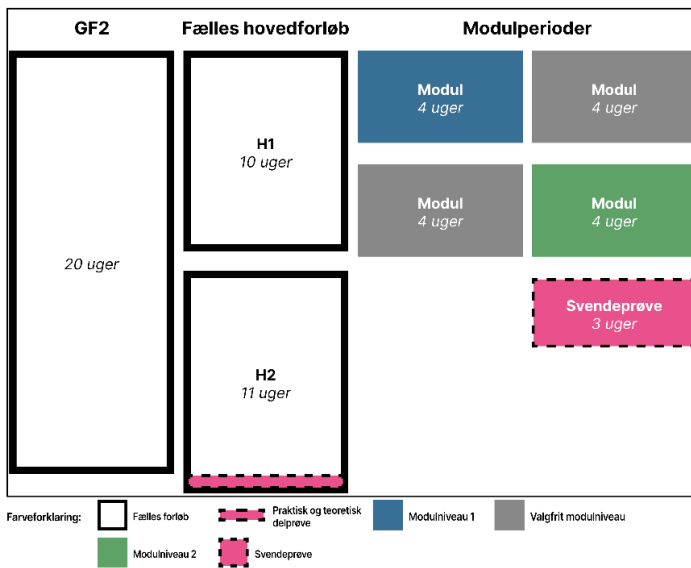 GF2
Fælles hovedforløb
Modulperioder
20 uger
H1
10 uger
H2
11 uger
Modul
4 uger
Modul
4 uger
Modul
4 uger
Modul
4 uger
Svendeprøve
3 uger
Farveforklaring:
Fælles forløb
Praktisk og teoretisk
delprøve
Modulniveau 1
Valgfrit modulniveau
Modulniveau 2
Svendeprøve